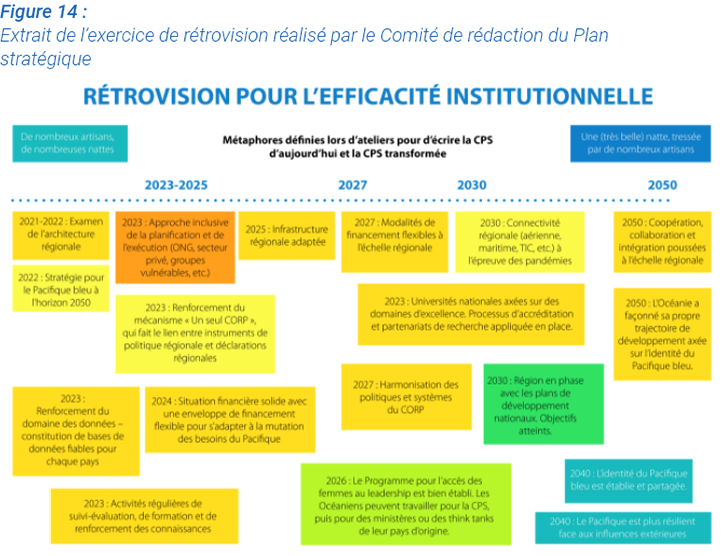 Figure 14 :
Extrait de l’exercice de rétrovision réalisé par le Comité de rédaction du Plan
stratégique
RÉTROVISION POUR L’EFFICACITÉ INSTITUTIONNELLE
De nombreux artisans,
de nombreuses nattes
Métaphores définies lors d’ateliers pour d’écrire la CPS
d’aujourd’hui et la CPS transformée
Une (très belle) natte, tressée
par de nombreux artisans
2023-2025
2027
2030
2050
2021-2022 : Examen
de l’architecture
régionale
2023 : Approche inclusive
de la planification et de
l’exécution (ONG, secteur
privé, groupes
vulnérables, etc.)
2025 : Infrastructure
régionale adaptée
2027 : Modalités de
financement flexibles à
l’échelle régionale
2030 : Connectivité
régionale (aérienne,
maritime, TIC, etc.) à
l’épreuve des pandémies
2050 : Coopération,
collaboration et
intégration poussées
à l’échelle régionale
2022 : Stratégie pour
le Pacifique bleu à
l’horizon 2050
2023 : Renforcement du
mécanisme « Un seul CORP »,
qui fait le lien entre instruments de
politique régionale et déclarations
régionales
2023 : Universités nationales axées sur des
domaines d’excellence. Processus d’accréditation
et partenariats de recherche appliquée en place.
2050 : L’Océanie a
façonné sa propre
trajectoire de
développement axée
sur l’identité du
Pacifique bleu.
2023 :
Renforcement du
domaine des données –
constitution de bases de
données fiables pour
chaque pays
2024 : Situation financière solide avec
une enveloppe de financement
flexible pour s’adapter à la mutation
des besoins du Pacifique
2027 : Harmonisation des
politiques et systèmes
du CORP
2030 : Région en phase
avec les plans de
développement
nationaux. Objectifs
atteints.
2023 : Activités régulières de
suivi-évaluation, de formation et de
renforcement des connaissances
2026 : Le Programme pour l’accès des
femmes au leadership est bien établi. Les
Océaniens peuvent travailler pour la CPS,
puis pour des ministères ou des think tanks
de leur pays d’origine.
2040 : L’identité du Pacifique
bleu est établie et partagée.
2040 : Le Pacifique est plus résilient
face aux influences extérieures